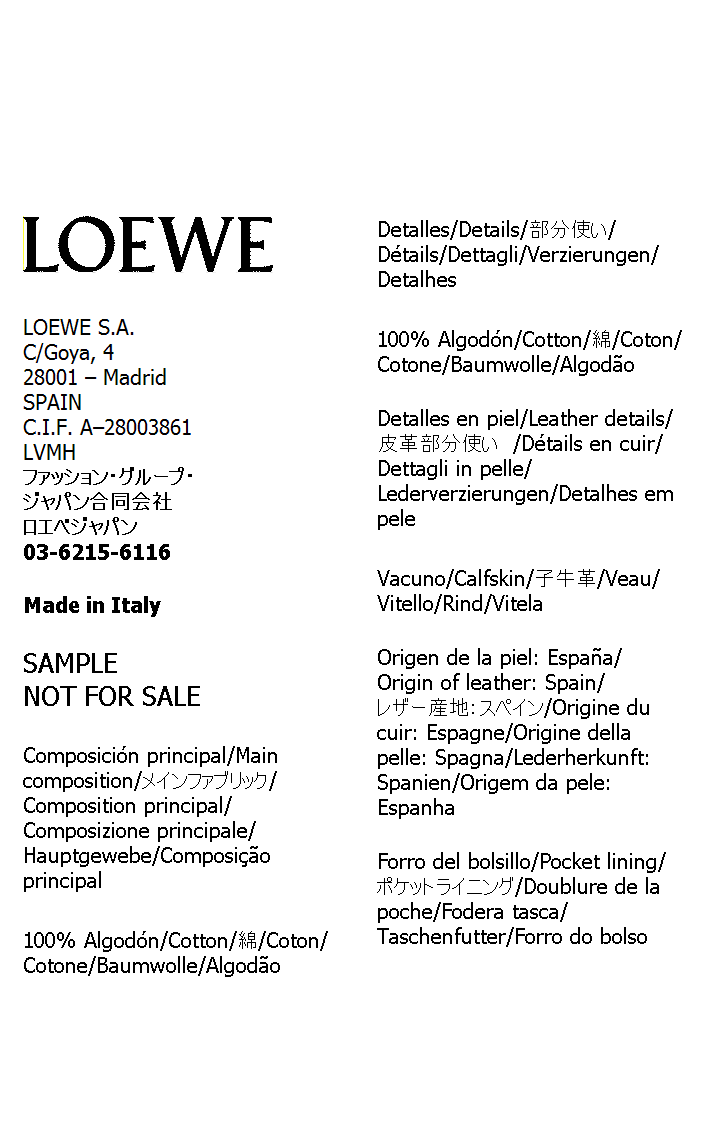 LOEWE
LOEWE S.A.
C/Goya, 4
28001 – Madrid
SPAIN
C.I.F. A–28003861
LVMH
ファッション・グループ・
ジャパン合同会社
ロエベジャパン
03-6215-6116
Made in Italy
SAMPLE
NOT FOR SALE
Composición principal/Main
composition/メインファブリック/
Composition principal/
Composizione principale/
Hauptgewebe/Composição
principal
100% Algodón/Cotton/綿/Coton/
Cotone/Baumwolle/Algodão
Detalles/Details/部分使い/
Détails/Dettagli/Verzierungen/
Detalhes
100% Algodón/Cotton/綿/Coton/
Cotone/Baumwolle/Algodão
Detalles en piel/Leather details/
皮革部分使い /Détails en cuir/
Dettagli in pelle/
Lederverzierungen/Detalhes em
pele
Vacuno/Calfskin/子牛革/Veau/
Vitello/Rind/Vitela
Origen de la piel: España/
Origin of leather: Spain/
レザー産地：スペイン/Origine du
cuir: Espagne/Origine della
pelle: Spagna/Lederherkunft:
Spanien/Origem da pele:
Espanha
Forro del bolsillo/Pocket lining/
ポケットライニング/Doublure de la
poche/Fodera tasca/
Taschenfutter/Forro do bolso